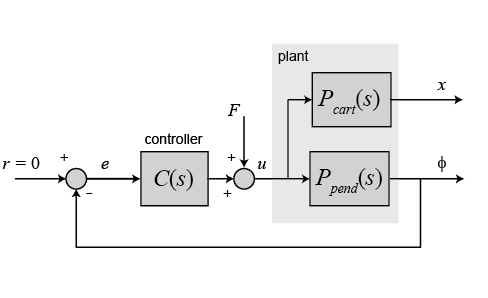 plant
P_cart(s)
x
F
controller
r = 0
+
e
C(s)
+
u
P_pend(s)
ϕ
-
+